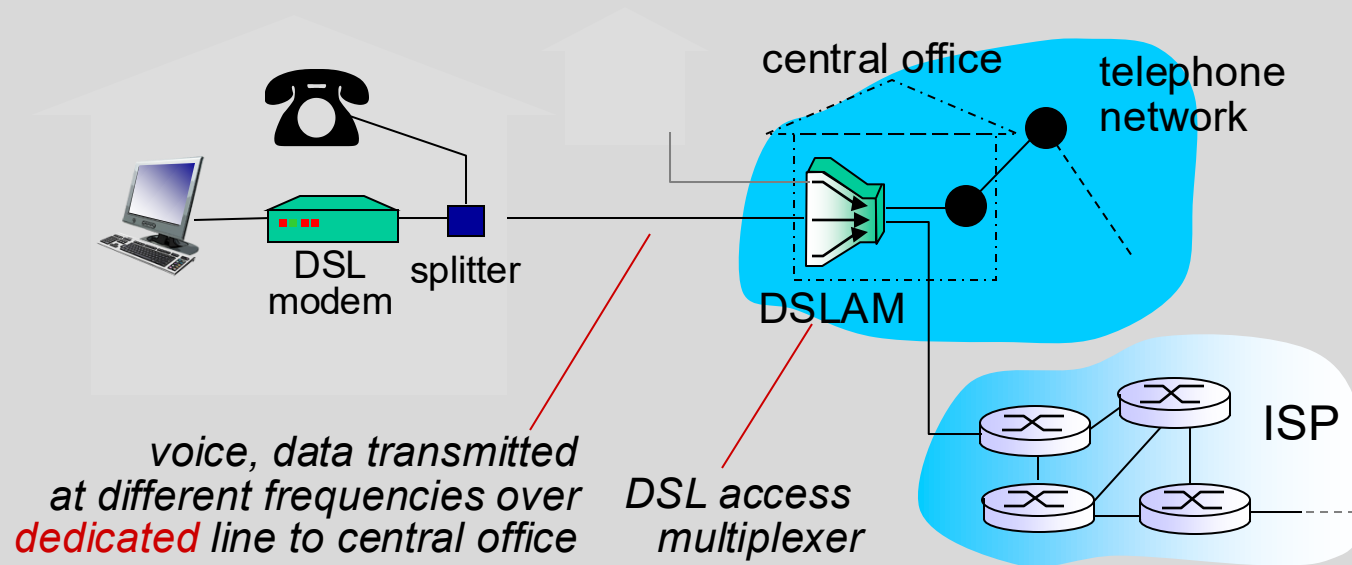 central office
telephone
network
DSL
modem
splitter
DSLAM
ISP
voice, data transmitted
at different frequencies over
dedicated line to central office
DSL access
multiplexer